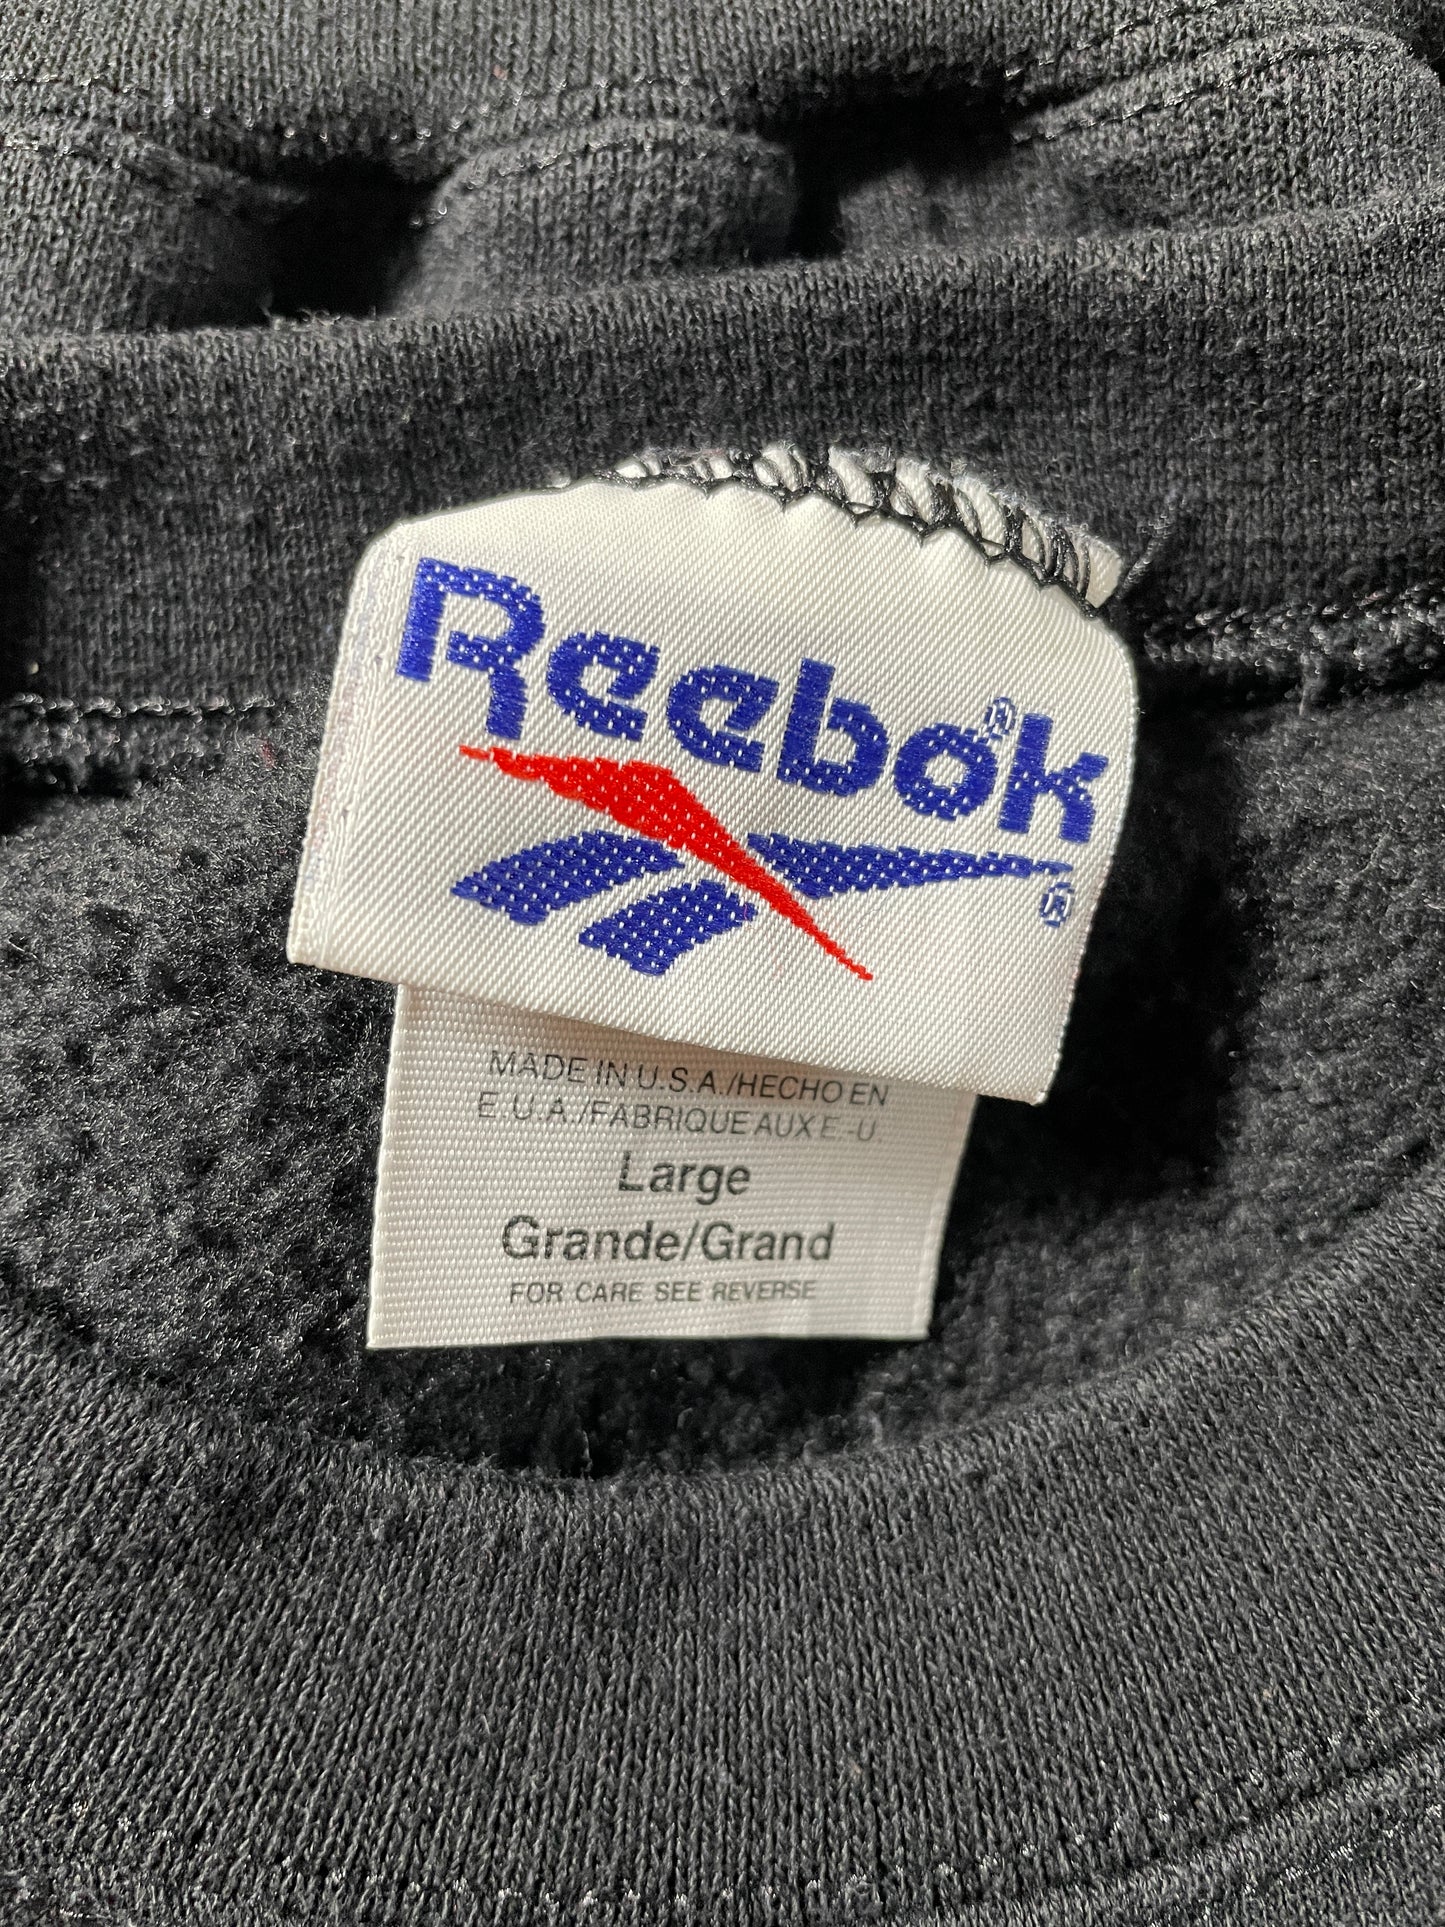 Reebok®
®
MADE IN U.S.A./HECHO EN
E.U.A./FABRIQUE AUX E.-U.
Large
Grande/Grand
FOR CARE SEE REVERSE